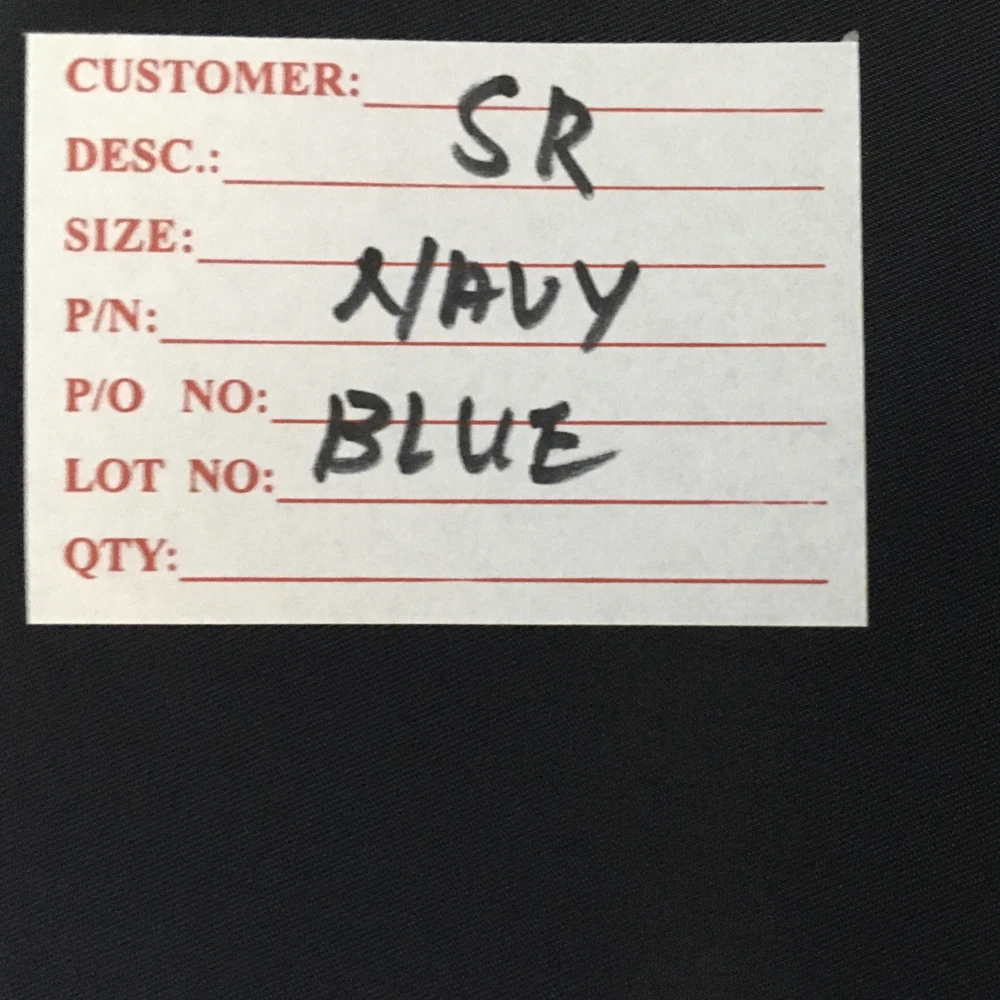 CUSTOMER:
SR
DESC.:
SIZE:
NAVY
P/N:
P/O NO:
BLUE
LOT NO:
QTY: